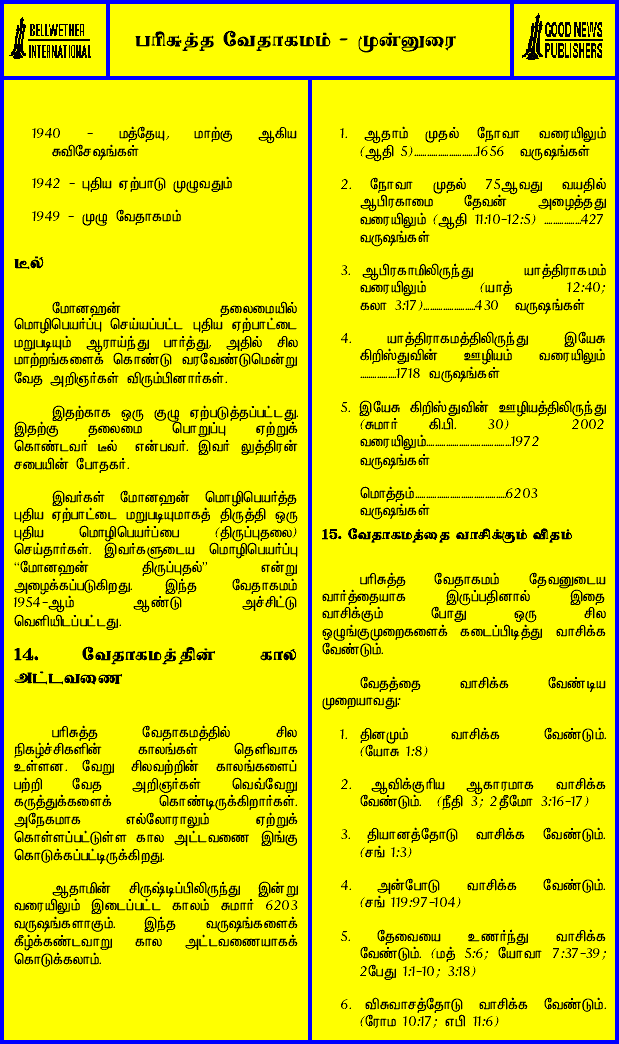 BELLWETHER
INTERNATIONAL
பரிசுத்த வேதாகமம் - முன்னுரை
GOOD NEWS
PUBLISHERS
1940 - மத்தேயு, மாற்கு ஆகிய
சுவிசேஷங்கள்
1942 - புதிய ஏற்பாடு முழுவதும்
1949 - முழு வேதாகமம்
டீல்
மோனஹன் தலைமையில்
மொழிபெயர்ப்பு செய்யப்பட்ட புதிய ஏற்பாட்டை
மறுபடியும் ஆராய்ந்து பார்த்து, அதில் சில
மாற்றங்களைக் கொண்டு வரவேண்டுமென்று
வேத அறிஞர்கள் விரும்பினார்கள்.
இதற்காக ஒரு குழு ஏற்படுத்தப்பட்டது.
இதற்கு தலைமை பொறுப்பு ஏற்றுக்
கொண்டவர் டீல் என்பவர். இவர் லுத்திரன்
சபையின் போதகர்.
இவர்கள் மோனஹன் மொழிபெயர்த்த
புதிய ஏற்பாட்டை மறுபடியுமாகத் திருத்தி ஒரு
புதிய மொழிபெயர்ப்பை (திருப்புதலை)
செய்தார்கள். இவர்களுடைய மொழிபெயர்ப்பு
“மோனஹன் திருப்புதல்” என்று
அழைக்கப்படுகிறது. இந்த வேதாகமம்
1954-ஆம் ஆண்டு அச்சிட்டு
வெளியிடப்பட்டது.
14. வேதாகமத்தின் கால
அட்டவணை
பரிசுத்த வேதாகமத்தில் சில
நிகழ்ச்சிகளின் காலங்கள் தெளிவாக
உள்ளன. வேறு சிலவற்றின் காலங்களைப்
பற்றி வேத அறிஞர்கள் வெவ்வேறு
கருத்துக்களைக் கொண்டிருக்கிறார்கள்.
அநேகமாக எல்லோராலும் ஏற்றுக்
கொள்ளப்பட்டுள்ள கால அட்டவணை இங்கு
கொடுக்கப்பட்டிருக்கிறது.
ஆதாமின் சிருஷ்டிப்பிலிருந்து இன்று
வரையிலும் இடைப்பட்ட காலம் சுமார் 6203
வருஷங்களாகும். இந்த வருஷங்களைக்
கீழ்க்கண்டவாறு கால அட்டவணையாகக்
கொடுக்கலாம்.
1. ஆதாம் முதல் நோவா வரையிலும்
(ஆதி 5)...........................1656 வருஷங்கள்
2. நோவா முதல் 75ஆவது வயதில்
ஆபிரகாமை தேவன் அழைத்தது
வரையிலும் (ஆதி 11:10-12:5) ................427
வருஷங்கள்
3. ஆபிரகாமிலிருந்து யாத்திராகமம்
வரையிலும் (யாத் 12:40;
கலா 3:17).......................430 வருஷங்கள்
4. யாத்திராகமத்திலிருந்து இயேசு
கிறிஸ்துவின் ஊழியம் வரையிலும்
................1718 வருஷங்கள்
5. இயேசு கிறிஸ்துவின் ஊழியத்திலிருந்து
(சுமார் கி.பி. 30) 2002
வரையிலும்.....................................1972
வருஷங்கள்
மொத்தம்........................................6203
வருஷங்கள்
15. வேதாகமத்தை வாசிக்கும் விதம்
பரிசுத்த வேதாகமம் தேவனுடைய
வார்த்தையாக இருப்பதினால் இதை
வாசிக்கும் போது ஒரு சில
ஒழுங்குமுறைகளைக் கடைப்பிடித்து வாசிக்க
வேண்டும்.
வேதத்தை வாசிக்க வேண்டிய
முறையாவது:
1. தினமும் வாசிக்க வேண்டும்.
(யோசு 1:8)
2. ஆவிக்குரிய ஆகாரமாக வாசிக்க
வேண்டும். (நீதி 3; 2தீமோ 3:16-17)
3. தியானத்தோடு வாசிக்க வேண்டும்.
(சங் 1:3)
4. அன்போடு வாசிக்க வேண்டும்.
(சங் 119:97-104)
5. தேவையை உணர்ந்து வாசிக்க
வேண்டும். (மத் 5:6; யோவா 7:37-39;
2பேது 1:1-10; 3:18)
6. விசுவாசத்தோடு வாசிக்க வேண்டும்.
(ரோம 10:17; எபி 11:6)